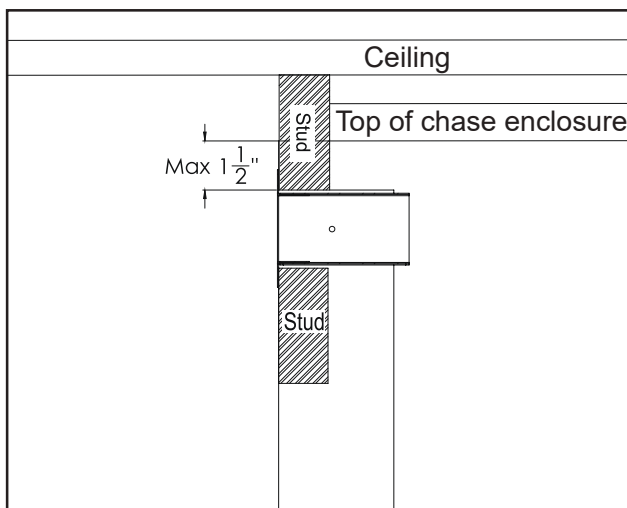 Ceiling
Stud
Top of chase enclosure
Max 1 1/2"
Stud